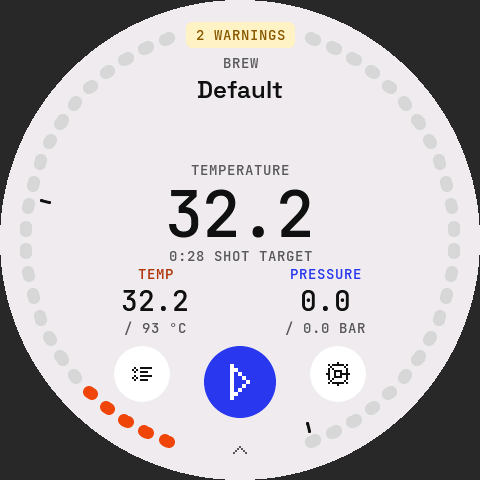 2 WARNINGS
BREW
Default
TEMPERATURE
32.2
0:28 SHOT TARGET
TEMP
32.2
/ 93 °C
PRESSURE
0.0
/ 0.0 BAR